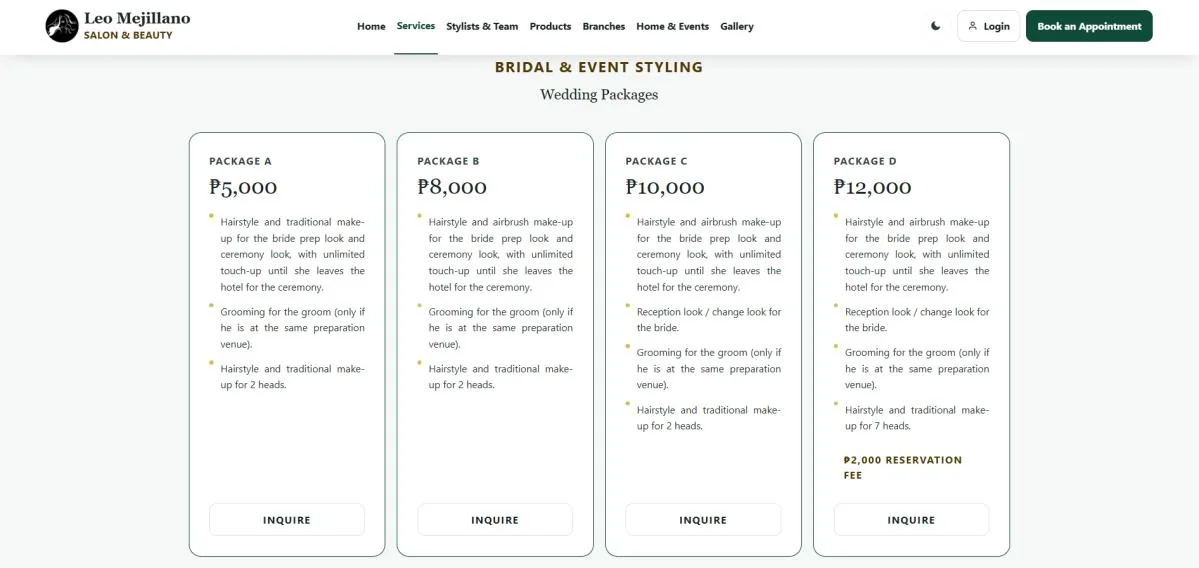 Leo Mejillano
SALON & BEAUTY
Home
Services
Stylists & Team
Products
Branches
Home & Events
Gallery
Login
Book an Appointment
BRIDAL & EVENT STYLING
Wedding Packages
PACKAGE A
₱5,000
Hairstyle and traditional make-
up for the bride prep look and
ceremony look, with unlimited
touch-up until she leaves the
hotel for the ceremony.
Grooming for the groom (only if
he is at the same preparation
venue).
Hairstyle and traditional make-
up for 2 heads.
INQUIRE
PACKAGE B
₱8,000
Hairstyle and airbrush make-up
for the bride prep look and
ceremony look, with unlimited
touch-up until she leaves the
hotel for the ceremony.
Grooming for the groom (only if
he is at the same preparation
venue).
Hairstyle and traditional make-
up for 2 heads.
INQUIRE
PACKAGE C
₱10,000
Hairstyle and airbrush make-up
for the bride prep look and
ceremony look, with unlimited
touch-up until she leaves the
hotel for the ceremony.
Reception look / change look for
the bride.
Grooming for the groom (only if
he is at the same preparation
venue).
Hairstyle and traditional make-
up for 2 heads.
INQUIRE
PACKAGE D
₱12,000
Hairstyle and airbrush make-up
for the bride prep look and
ceremony look, with unlimited
touch-up until she leaves the
hotel for the ceremony.
Reception look / change look for
the bride.
Grooming for the groom (only if
he is at the same preparation
venue).
Hairstyle and traditional make-
up for 7 heads.
₱2,000 RESERVATION
FEE
INQUIRE